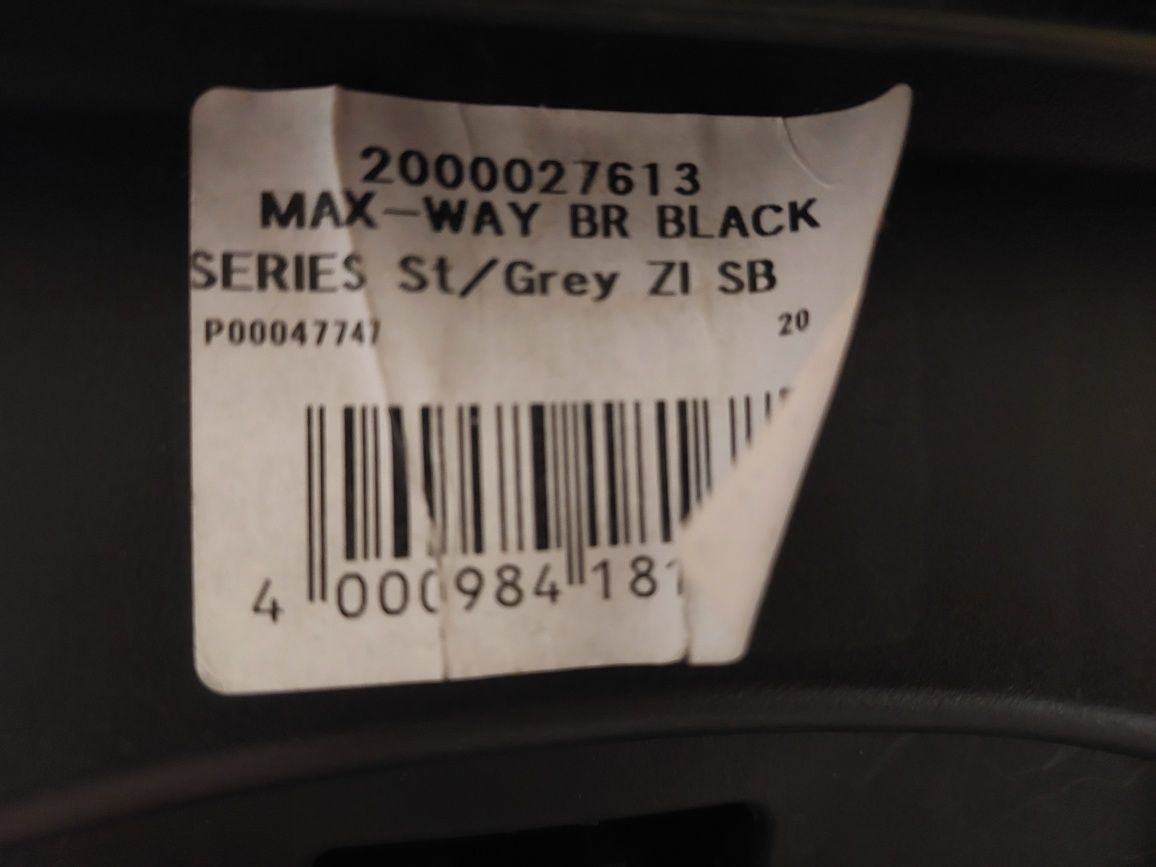 2000027613
MAX-WAY BR BLACK
SERIES St/Grey ZI SB
P00047747 20
4 000984 181